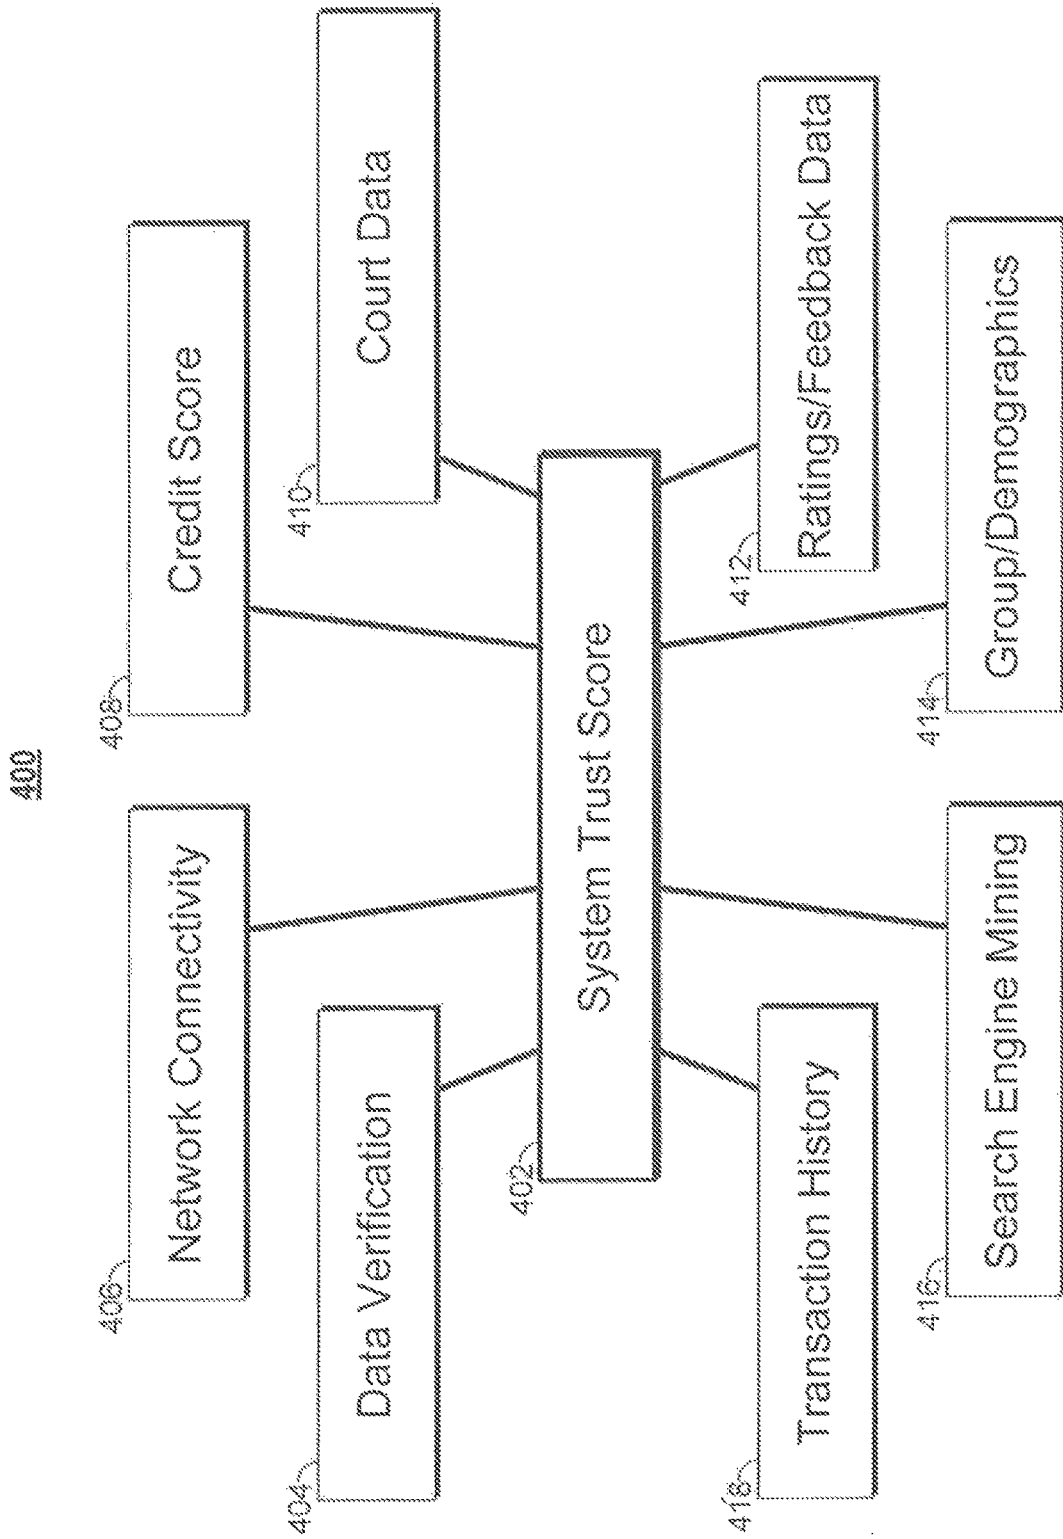 400
406
Network Connectivity
408
Credit Score
404
Data Verification
410
Court Data
402
System Trust Score
418
Transaction History
412
Ratings/Feedback Data
416
Search Engine Mining
414
Group/Demographics